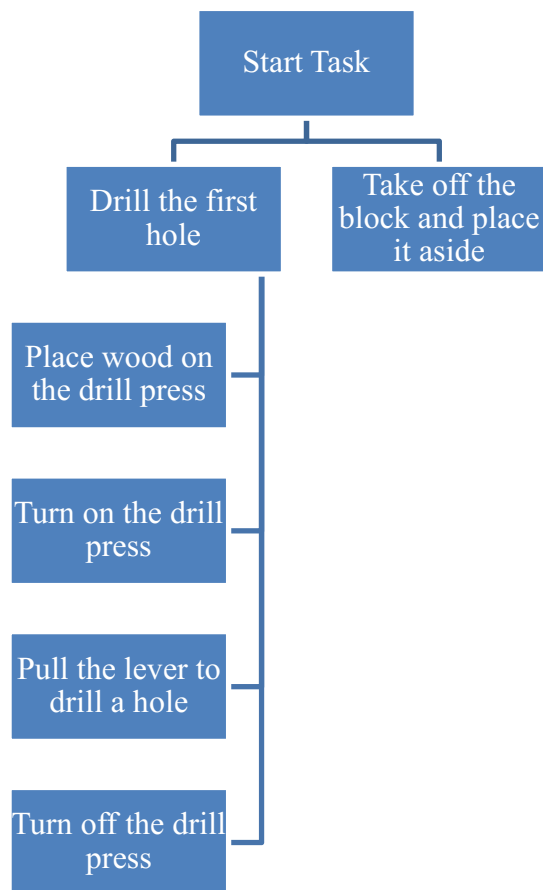 Start Task
Drill the first
hole
Take off the
block and place
it aside
Place wood on
the drill press
Turn on the drill
press
Pull the lever to
drill a hole
Turn off the drill
press